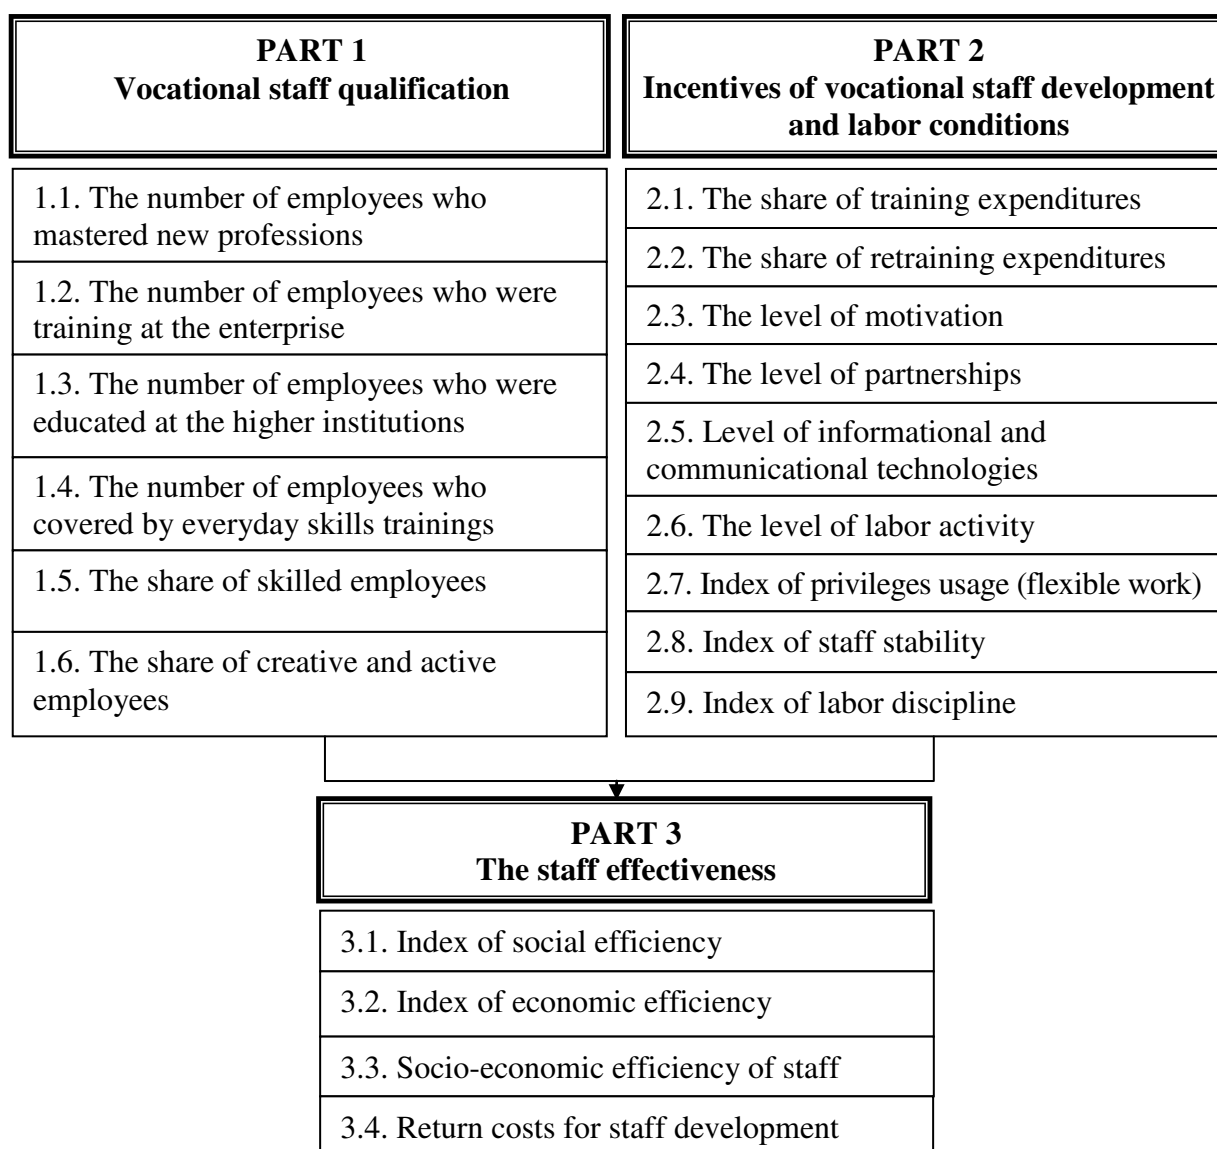 PART 1
Vocational staff qualification
1.1. The number of employees who
mastered new professions
1.2. The number of employees who were
training at the enterprise
1.3. The number of employees who were
educated at the higher institutions
1.4. The number of employees who
covered by everyday skills trainings
1.5. The share of skilled employees
1.6. The share of creative and active
employees
PART 2
Incentives of vocational staff development
and labor conditions
2.1. The share of training expenditures
2.2. The share of retraining expenditures
2.3. The level of motivation
2.4. The level of partnerships
2.5. Level of informational and
communicational technologies
2.6. The level of labor activity
2.7. Index of privileges usage (flexible work)
2.8. Index of staff stability
2.9. Index of labor discipline
PART 3
The staff effectiveness
3.1. Index of social efficiency
3.2. Index of economic efficiency
3.3. Socio-economic efficiency of staff
3.4. Return costs for staff development